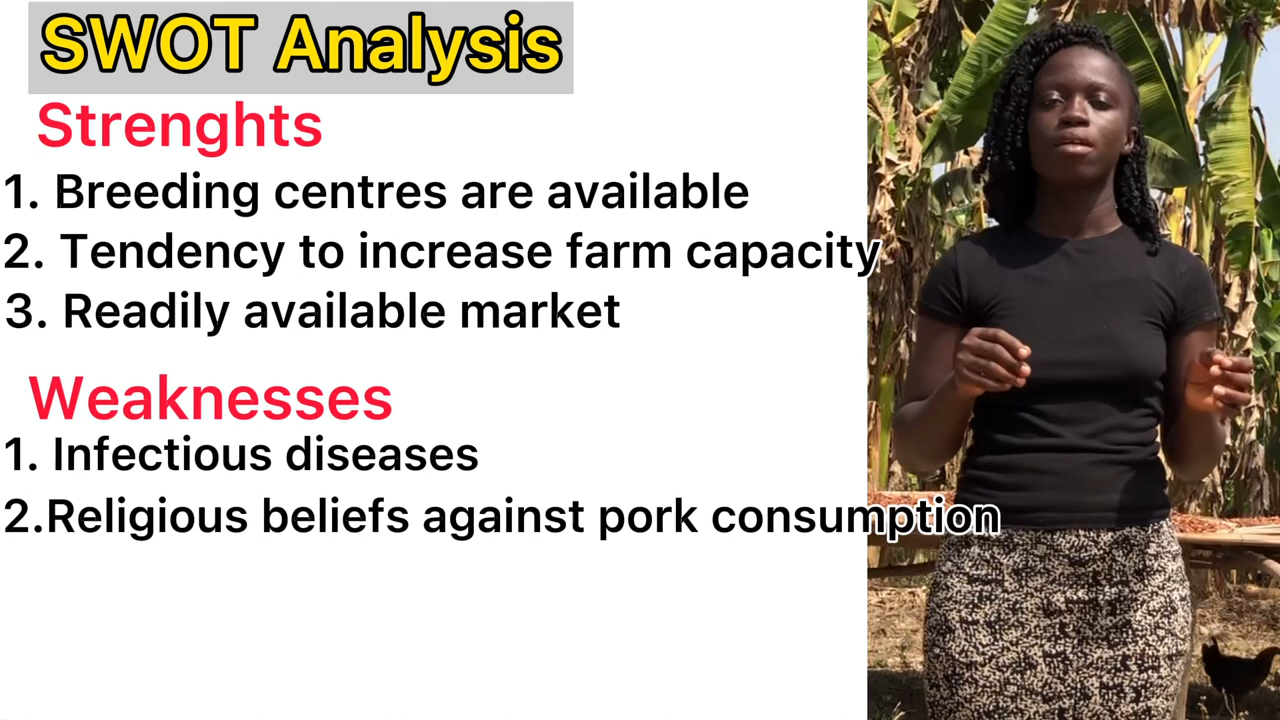 SWOT Analysis
Strenghts
1. Breeding centres are available
2. Tendency to increase farm capacity
3. Readily available market
Weaknesses
1. Infectious diseases
2.Religious beliefs against pork consumption